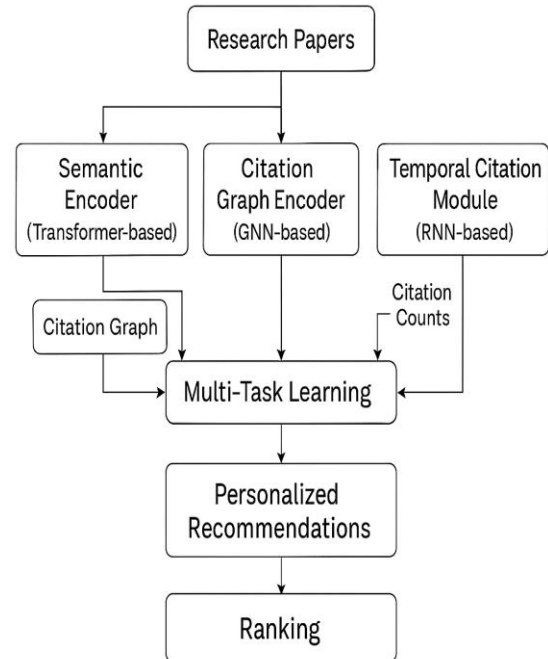 Research Papers
Semantic
Encoder
(Transformer-based)
Citation
Graph Encoder
(GNN-based)
Temporal Citation
Module
(RNN-based)
Citation Graph
Citation
Counts
Multi-Task Learning
Personalized
Recommendations
Ranking